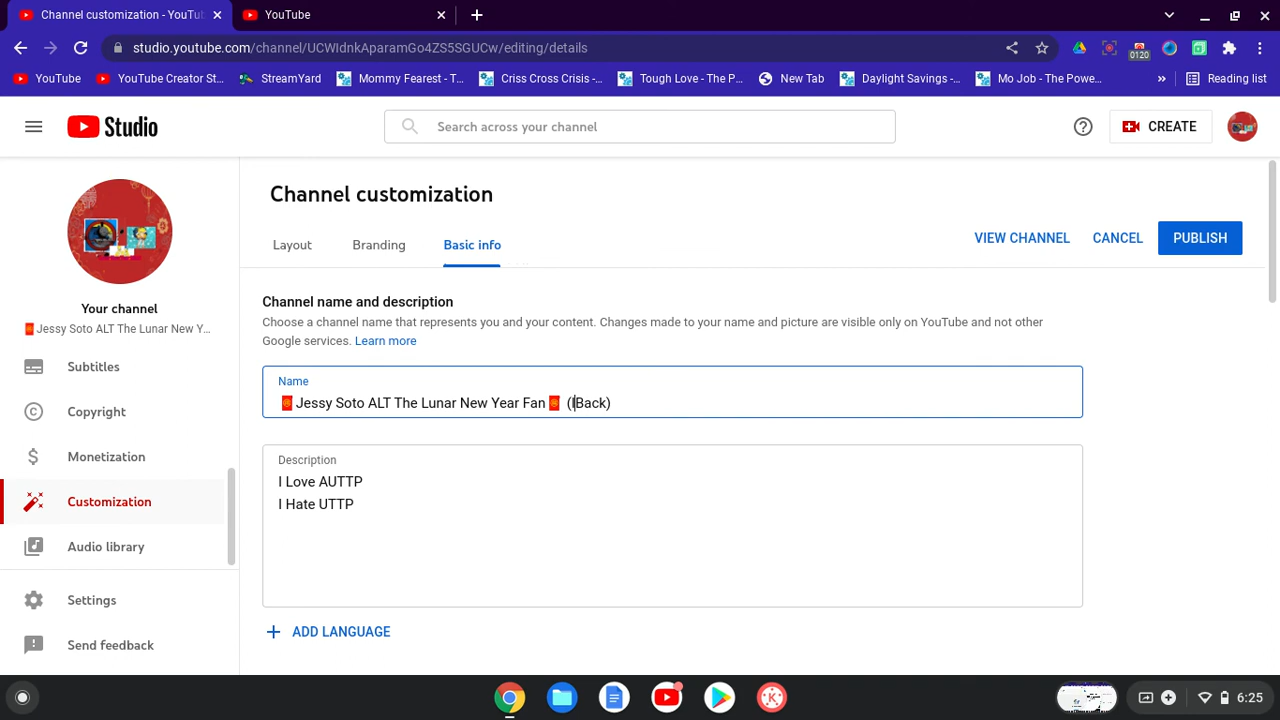 Channel customization - YouTu
YouTube
studio.youtube.com/channel/UCWIdnkAparamGo4ZS5SGUCw/editing/details
0120
YouTube
YouTube Creator St...
StreamYard
Mommy Fearest - T...
Criss Cross Crisis -...
Tough Love - The P...
New Tab
Daylight Savings -...
Mo Job - The Powe...
»
Reading list
Studio
Search across your channel
CREATE
Your channel
🧧Jessy Soto ALT The Lunar New Y...
Subtitles
Copyright
Monetization
Customization
Audio library
Settings
Send feedback
Channel customization
Layout
Branding
Basic info
VIEW CHANNEL
CANCEL
PUBLISH
Channel name and description
Choose a channel name that represents you and your content. Changes made to your name and picture are visible only on YouTube and not other
Google services. Learn more
Name
🧧Jessy Soto ALT The Lunar New Year Fan🧧 (IBack)
Description
I Love AUTTP
I Hate UTTP
ADD LANGUAGE
6:25